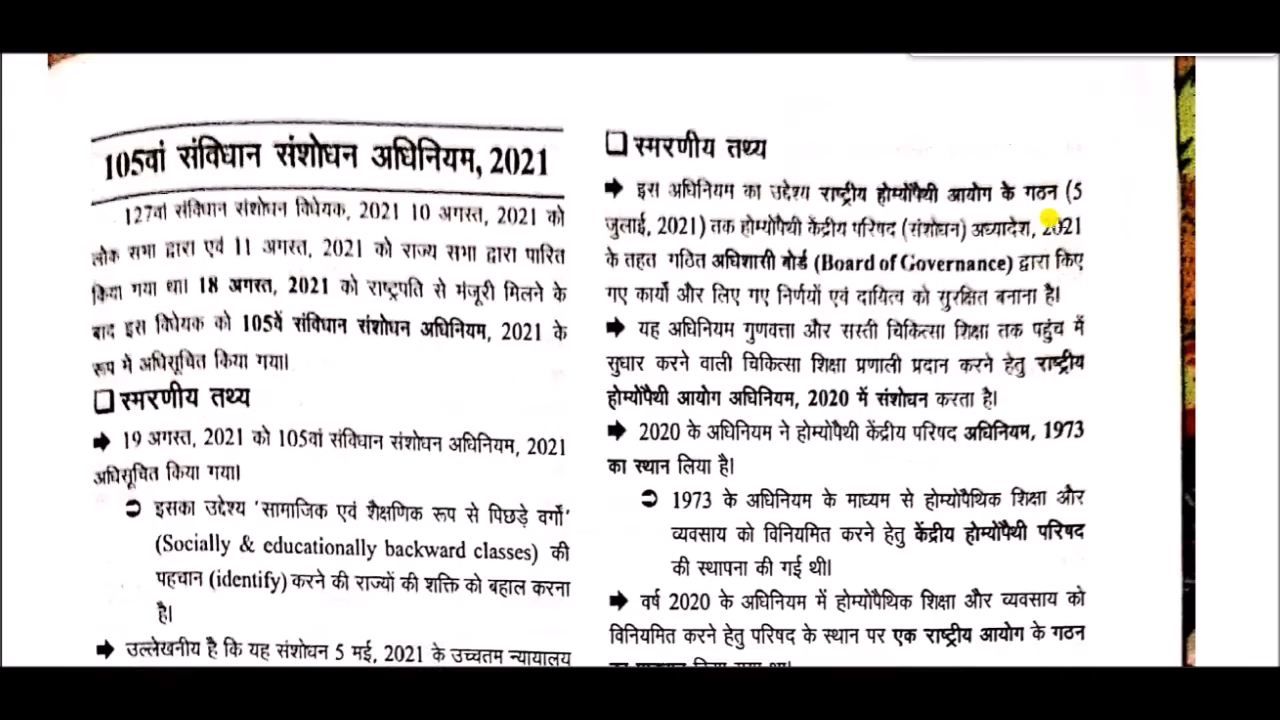 105वां संविधान संशोधन अधिनियम, 2021
127वां संविधान संशोधन विधेयक, 2021 10 अगस्त, 2021 को
लोक सभा द्वारा एवं 11 अगस्त, 2021 को राज्य सभा द्वारा पारित
किया गया था। 18 अगस्त, 2021 को राष्ट्रपति से मंजूरी मिलने के
बाद इस विधेयक को 105वें संविधान संशोधन अधिनियम, 2021 के
रूप में अधिसूचित किया गया।
❑ स्मरणीय तथ्य
➡ 19 अगस्त, 2021 को 105वां संविधान संशोधन अधिनियम, 2021
अधिसूचित किया गया।
➲ इसका उद्देश्य 'सामाजिक एवं शैक्षणिक रूप से पिछड़े वर्गों'
(Socially & educationally backward classes) की
पहचान (identify) करने की राज्यों की शक्ति को बहाल करना
है।
➡ उल्लेखनीय है कि यह संशोधन 5 मई, 2021 के उच्चतम न्यायालय
❑ स्मरणीय तथ्य
➡ इस अधिनियम का उद्देश्य राष्ट्रीय होम्योपैथी आयोग के गठन (5
जुलाई, 2021) तक होम्योपैथी केंद्रीय परिषद (संशोधन) अध्यादेश, 2021
के तहत गठित अधिशासी बोर्ड (Board of Governance) द्वारा किए
गए कार्यों और लिए गए निर्णयों एवं दायित्व को सुरक्षित बनाना है।
➡ यह अधिनियम गुणवत्ता और सस्ती चिकित्सा शिक्षा तक पहुंच में
सुधार करने वाली चिकित्सा शिक्षा प्रणाली प्रदान करने हेतु राष्ट्रीय
होम्योपैथी आयोग अधिनियम, 2020 में संशोधन करता है।
➡ 2020 के अधिनियम ने होम्योपैथी केंद्रीय परिषद अधिनियम, 1973
का स्थान लिया है।
➲ 1973 के अधिनियम के माध्यम से होम्योपैथिक शिक्षा और
व्यवसाय को विनियमित करने हेतु केंद्रीय होम्योपैथी परिषद
की स्थापना की गई थी।
➡ वर्ष 2020 के अधिनियम में होम्योपैथिक शिक्षा और व्यवसाय को
विनियमित करने हेतु परिषद के स्थान पर एक राष्ट्रीय आयोग के गठन